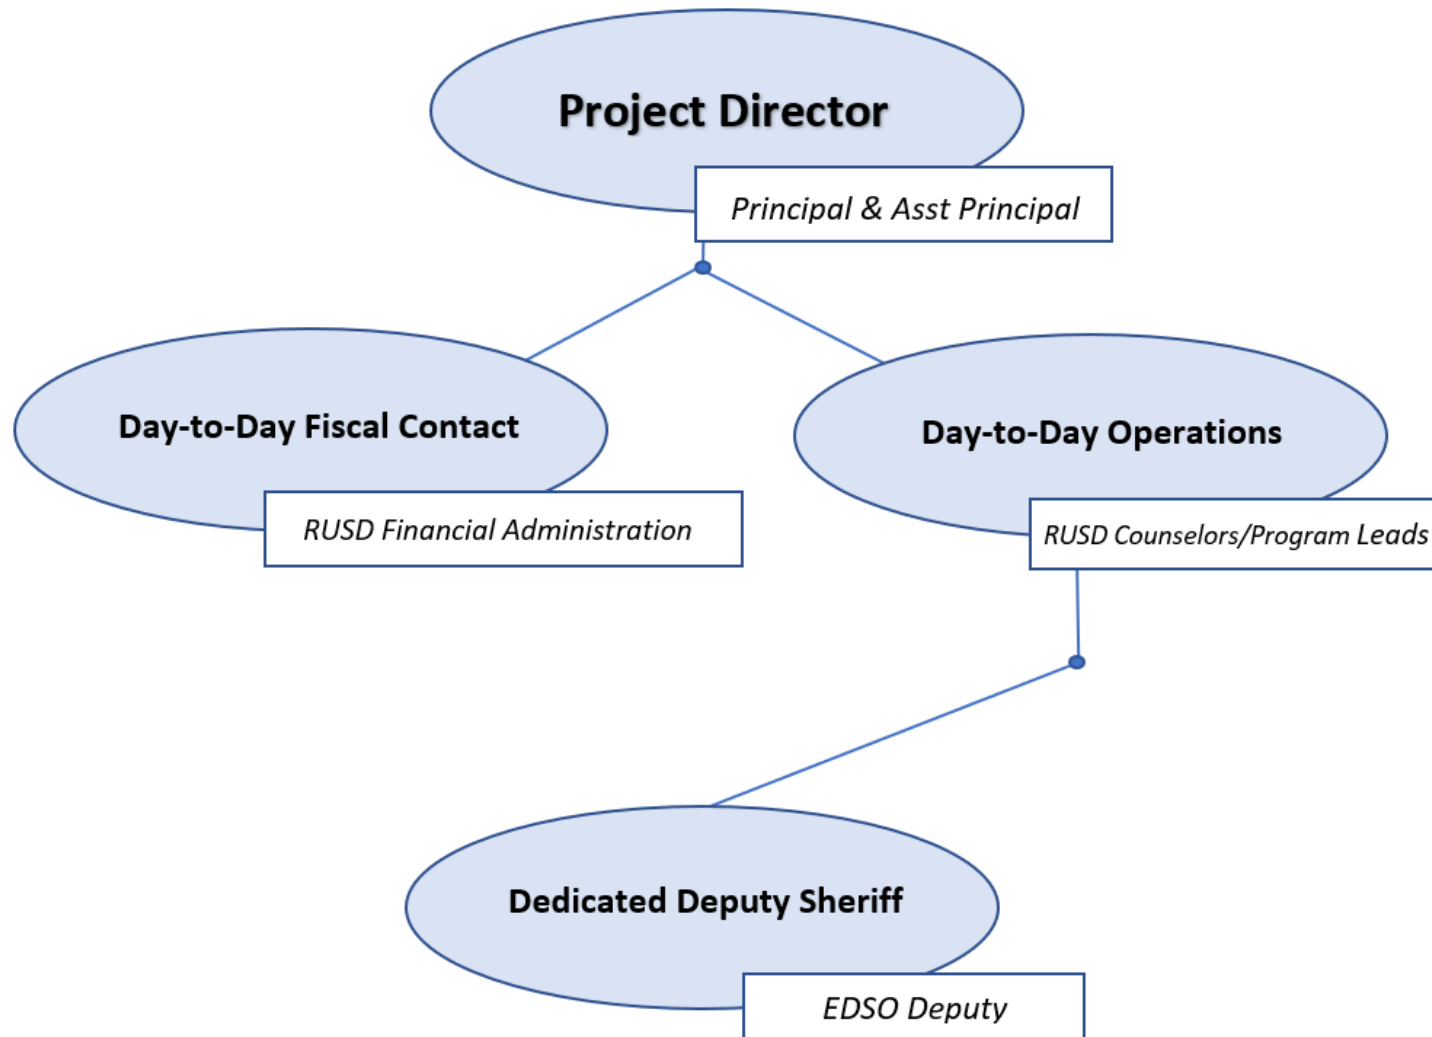 Project Director
Principal & Asst Principal
Day-to-Day Fiscal Contact
RUSD Financial Administration
Day-to-Day Operations
RUSD Counselors/Program Leads
Dedicated Deputy Sheriff
EDSO Deputy